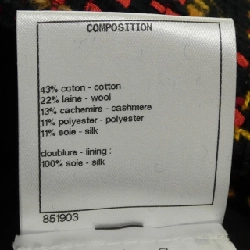 COMPOSITION
43% coton - cotton
22% laine - wool
13% cachemire - cashmere
11% polyester - polyester
11% soie - silk
doublure - lining :
100% soie - silk
861903